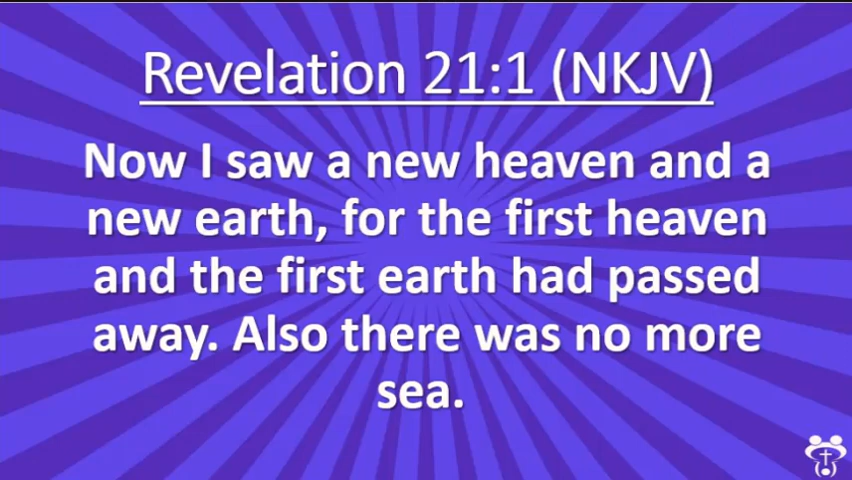 Revelation 21:1 (NKJV)
Now I saw a new heaven and a
new earth, for the first heaven
and the first earth had passed
away. Also there was no more
sea.